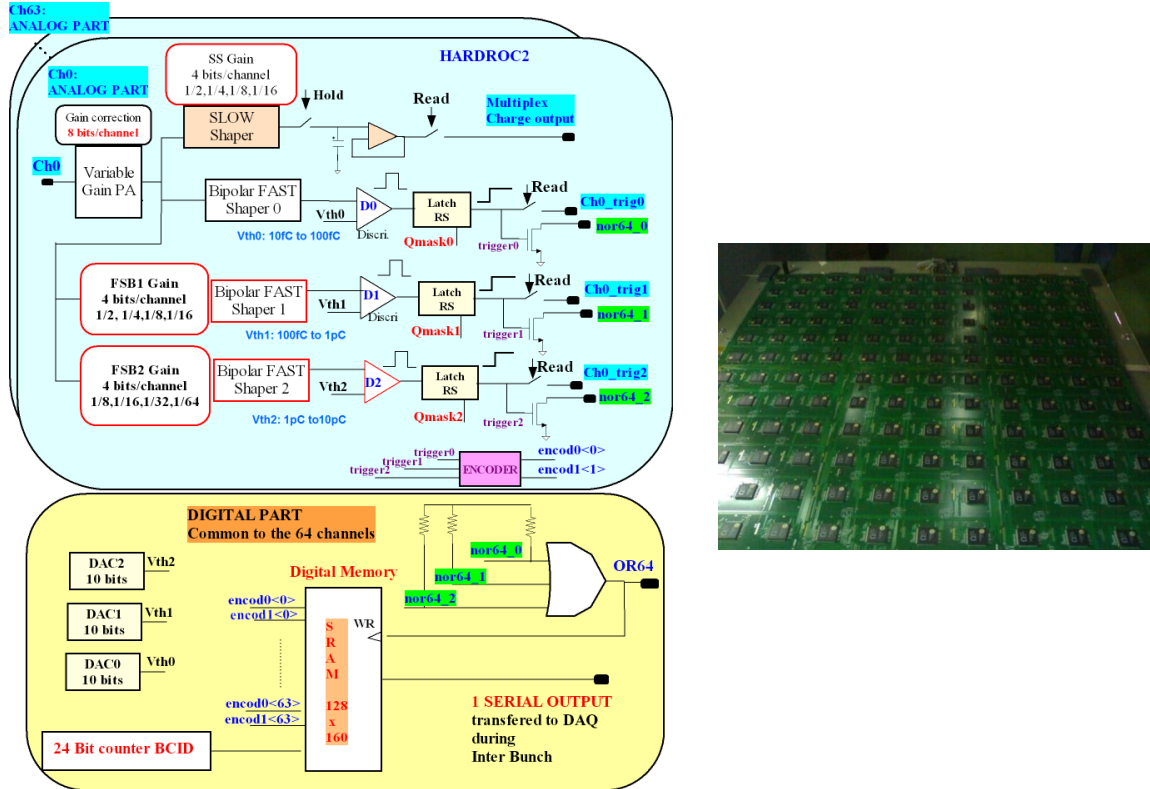 Ch63:
ANALOG PART
HARDROC2
Ch0:
ANALOG PART
SS Gain
4 bits/channel
1/2,1/4,1/8,1/16
Hold
Read
Multiplex
Charge output
Gain correction
8 bits/channel
SLOW
Shaper
Ch0
Variable
Gain PA
Bipolar FAST
Shaper 0
Vth0
D0
Discri.
Latch
RS
Read
Ch0_trig0
nor64_0
Vth0: 10fC to 100fC
Qmask0
trigger0
FSB1 Gain
4 bits/channel
1/2, 1/4,1/8,1/16
Bipolar FAST
Shaper 1
Vth1
D1
Discri
Latch
RS
Read
Ch0_trig1
nor64_1
Vth1: 100fC to 1pC
Qmask1
trigger1
FSB2 Gain
4 bits/channel
1/8,1/16,1/32,1/64
Bipolar FAST
Shaper 2
Vth2
D2
Latch
RS
Read
Ch0_trig2
nor64_2
Vth2: 1pC to10pC
Qmask2
trigger2
trigger0
trigger1
trigger2
ENCODER
encod0<0>
encod1<1>
DIGITAL PART
Common to the 64 channels
DAC2
10 bits
Vth2
DAC1
10 bits
Vth1
DAC0
10 bits
Vth0
Digital Memory
encod0<0>
encod1<0>
encod0<63>
encod1<63>
S
R
A
M
128
x
160
WR
nor64_0
nor64_1
nor64_2
OR64
24 Bit counter BCID
1 SERIAL OUTPUT
transfered to DAQ
during
Inter Bunch